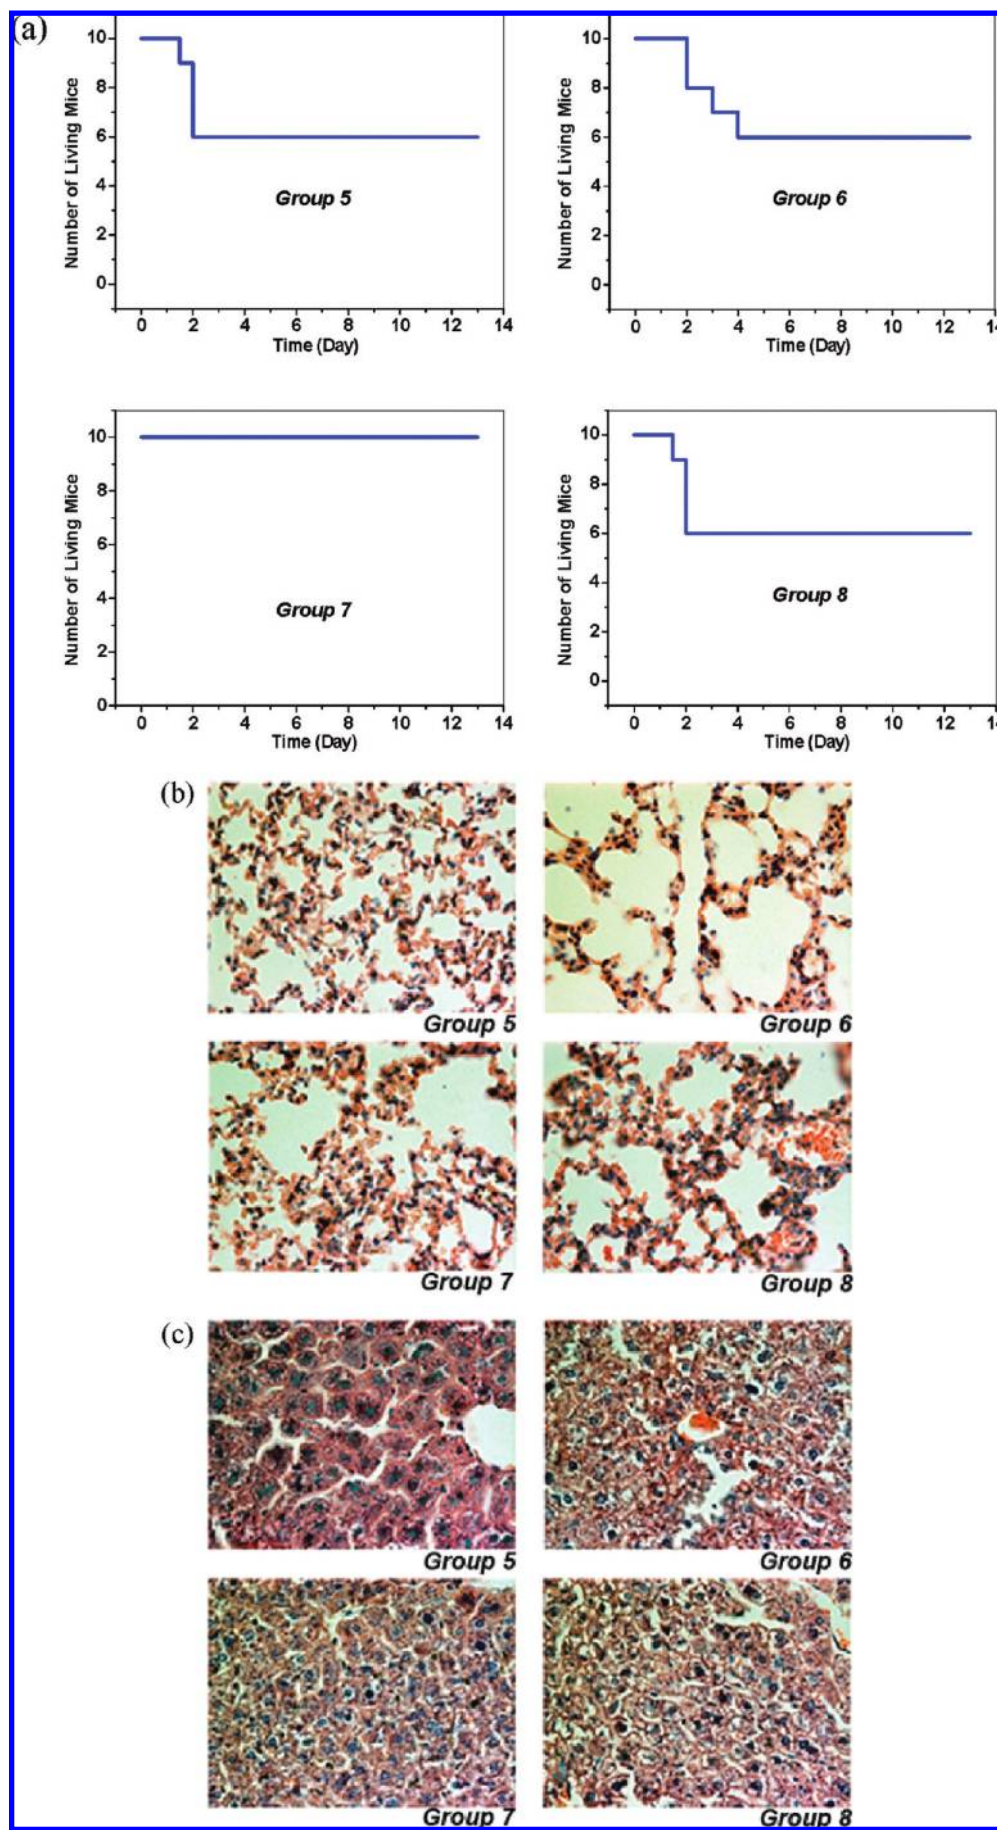 (a)
Number of Living Mice
10
8
6
4
2
0
Group 5
0 2 4 6 8 10 12 14
Time (Day)
Number of Living Mice
10
8
6
4
2
0
Group 6
0 2 4 6 8 10 12 14
Time (Day)
Number of Living Mice
10
8
6
4
2
0
Group 7
0 2 4 6 8 10 12 14
Time (Day)
Number of Living Mice
10
8
6
4
2
0
Group 8
0 2 4 6 8 10 12 14
Time (Day)
(b)
Group 5
Group 6
Group 7
Group 8
(c)
Group 5
Group 6
Group 7
Group 8